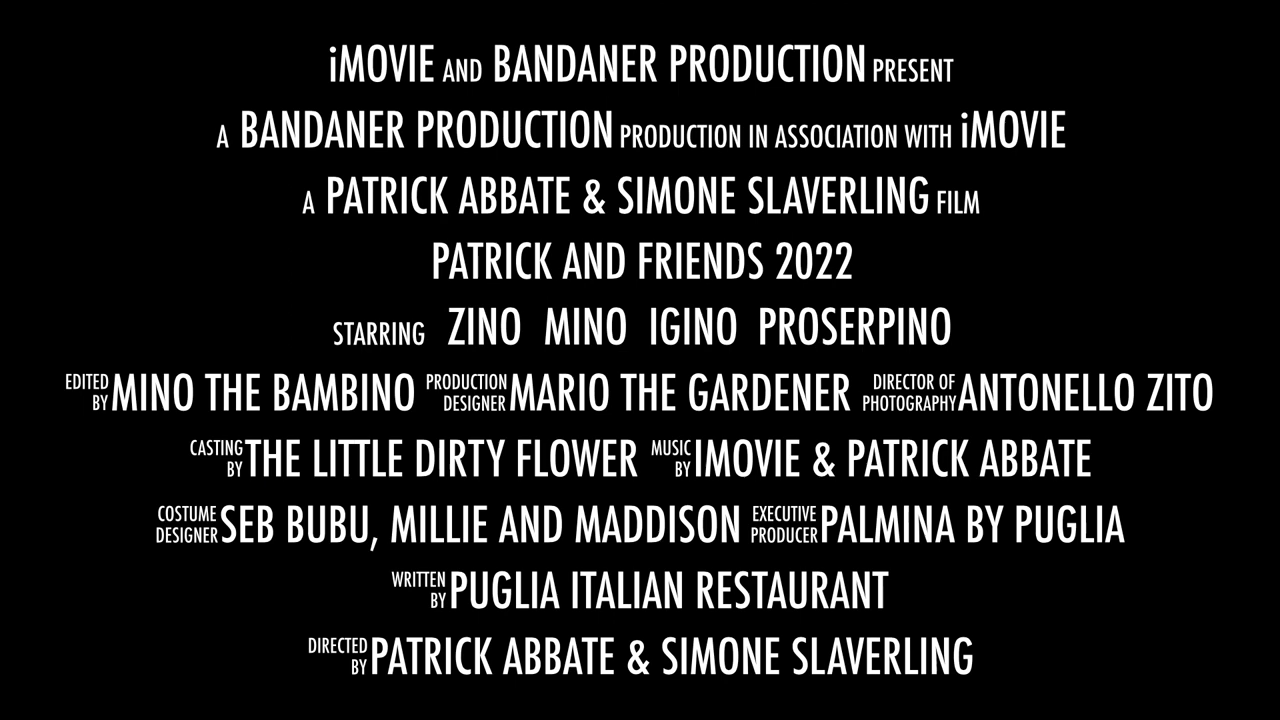 iMOVIE AND BANDANER PRODUCTION PRESENT
A BANDANER PRODUCTION PRODUCTION IN ASSOCIATION WITH iMOVIE
A PATRICK ABBATE & SIMONE SLAVERLING FILM
PATRICK AND FRIENDS 2022
STARRING ZINO MINO IGINO PROSERPINO
EDITED BY MINO THE BAMBINO PRODUCTION DESIGNER MARIO THE GARDENER DIRECTOR OF PHOTOGRAPHY ANTONELLO ZITO
CASTING BY THE LITTLE DIRTY FLOWER MUSIC BY IMOVIE & PATRICK ABBATE
COSTUME DESIGNER SEB BUBU, MILLIE AND MADDISON EXECUTIVE PRODUCER PALMINA BY PUGLIA
WRITTEN BY PUGLIA ITALIAN RESTAURANT
DIRECTED BY PATRICK ABBATE & SIMONE SLAVERLING